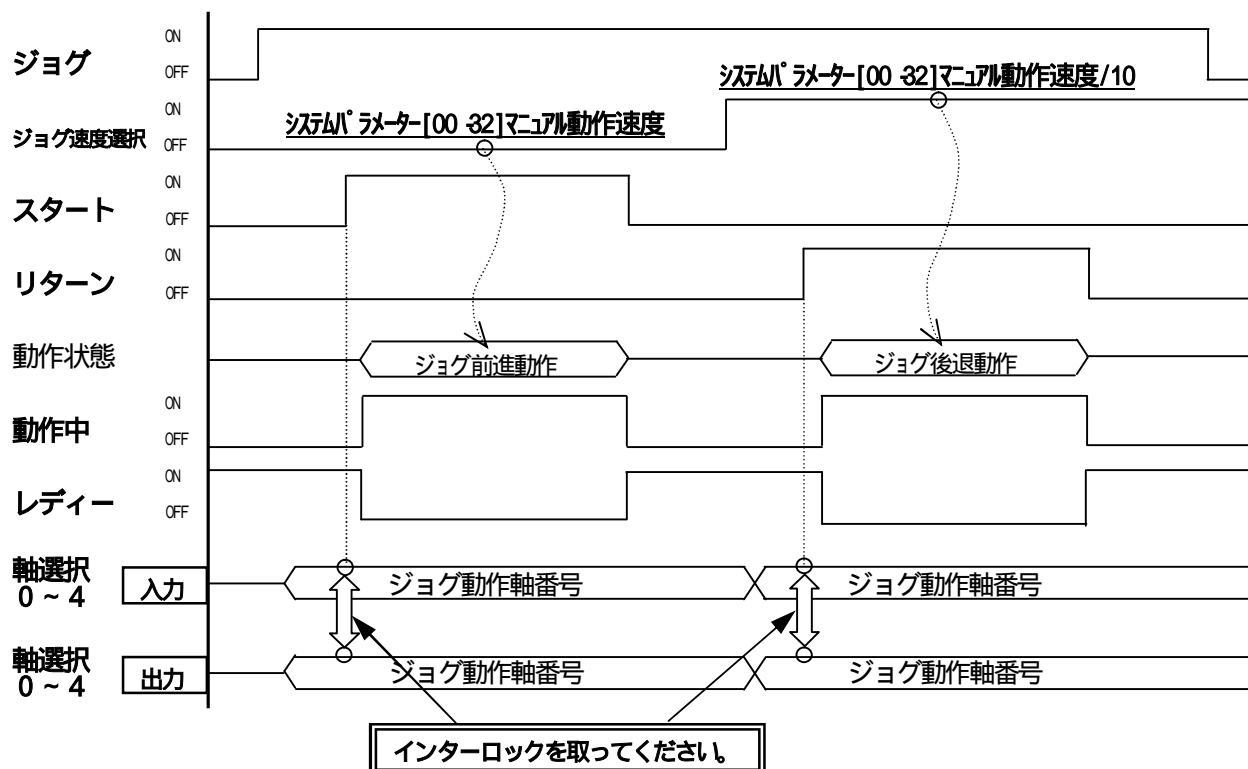 ON
ジョグ
OFF
システムパラメーター[00-32]マニュアル動作速度/10
ON
システムパラメーター[00-32]マニュアル動作速度
ジョグ速度選択
OFF
ON
スタート
OFF
ON
リターン
OFF
動作状態
ジョグ前進動作
ジョグ後退動作
ON
動作中
OFF
ON
レディー
OFF
軸選択
0～4
入力
ジョグ動作軸番号
ジョグ動作軸番号
軸選択
0～4
出力
ジョグ動作軸番号
ジョグ動作軸番号
インターロックを取ってください。